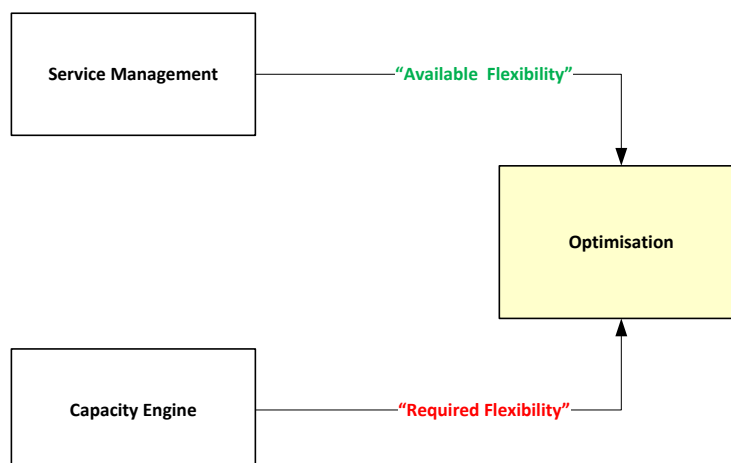 Service Management
“Available Flexibility”
Optimisation
Capacity Engine
“Required Flexibility”